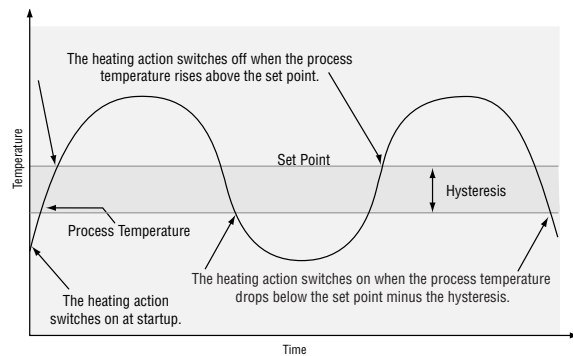 The heating action switches off when the process
temperature rises above the set point.
Temperature
Set Point
Hysteresis
Process Temperature
The heating action switches on when the process temperature
drops below the set point minus the hysteresis.
The heating action
switches on at startup.
Time